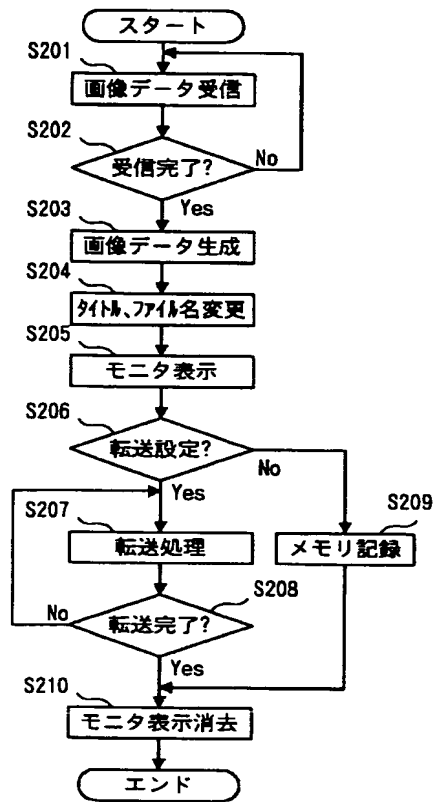 スタート
S201
画像データ受信
S202
受信完了?
No
Yes
S203
画像データ生成
S204
タイトル、ファイル名変更
S205
モニタ表示
S206
転送設定?
No
Yes
S207
転送処理
S209
メモリ記録
S208
転送完了?
No
Yes
S210
モニタ表示消去
エンド